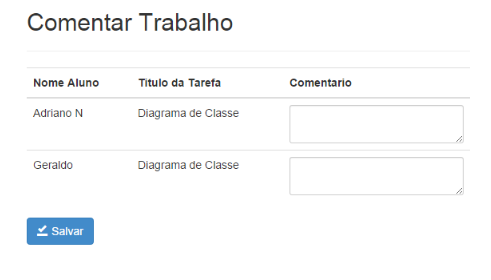 Comentar Trabalho
Nome Aluno Titulo da Tarefa Comentario
Adriano N Diagrama de Classe
Geraldo Diagrama de Classe
Salvar